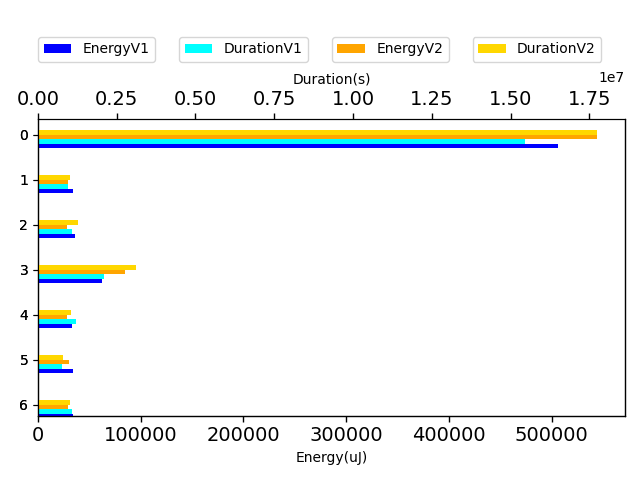 EnergyV1 DurationV1 EnergyV2 DurationV2
Duration(s)
1e7
0.00 0.25 0.50 0.75 1.00 1.25 1.50 1.75
0
1
2
3
4
5
6
0 100000 200000 300000 400000 500000
Energy(uJ)